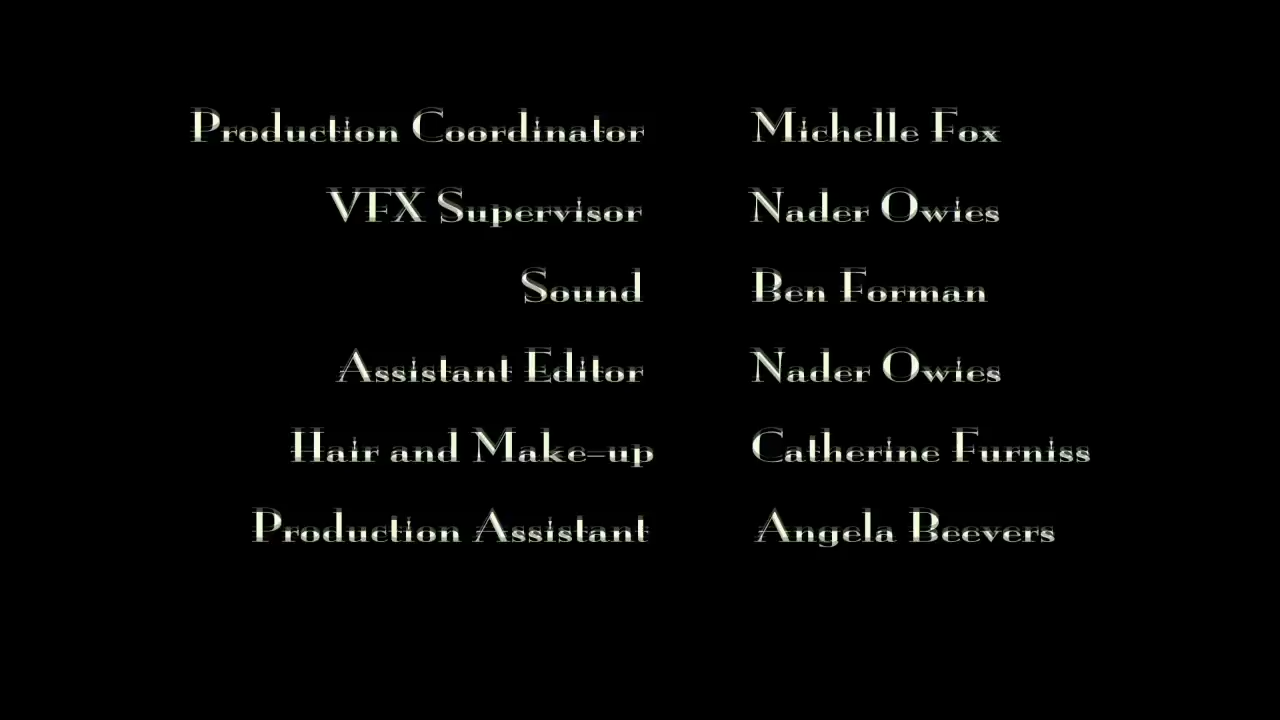 Production Coordinator Michelle Fox
VFX Supervisor Nader Owies
Sound Ben Forman
Assistant Editor Nader Owies
Hair and Make-up Catherine Furniss
Production Assistant Angela Beevers